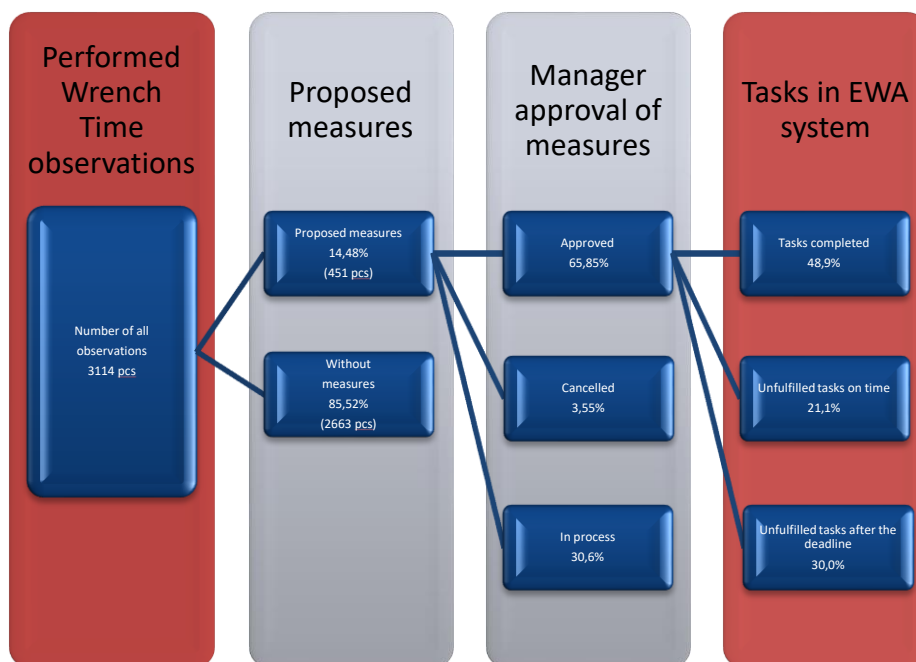 Performed
Wrench
Time
observations
Number of all
observations
3114 pcs
Proposed
measures
Proposed measures
14,48%
(451 pcs)
Without
measures
85,52%
(2663 pcs)
Manager
approval of
measures
Approved
65,85%
Cancelled
3,55%
In process
30,6%
Tasks in EWA
system
Tasks completed
48,9%
Unfulfilled tasks on time
21,1%
Unfulfilled tasks after the
deadline
30,0%